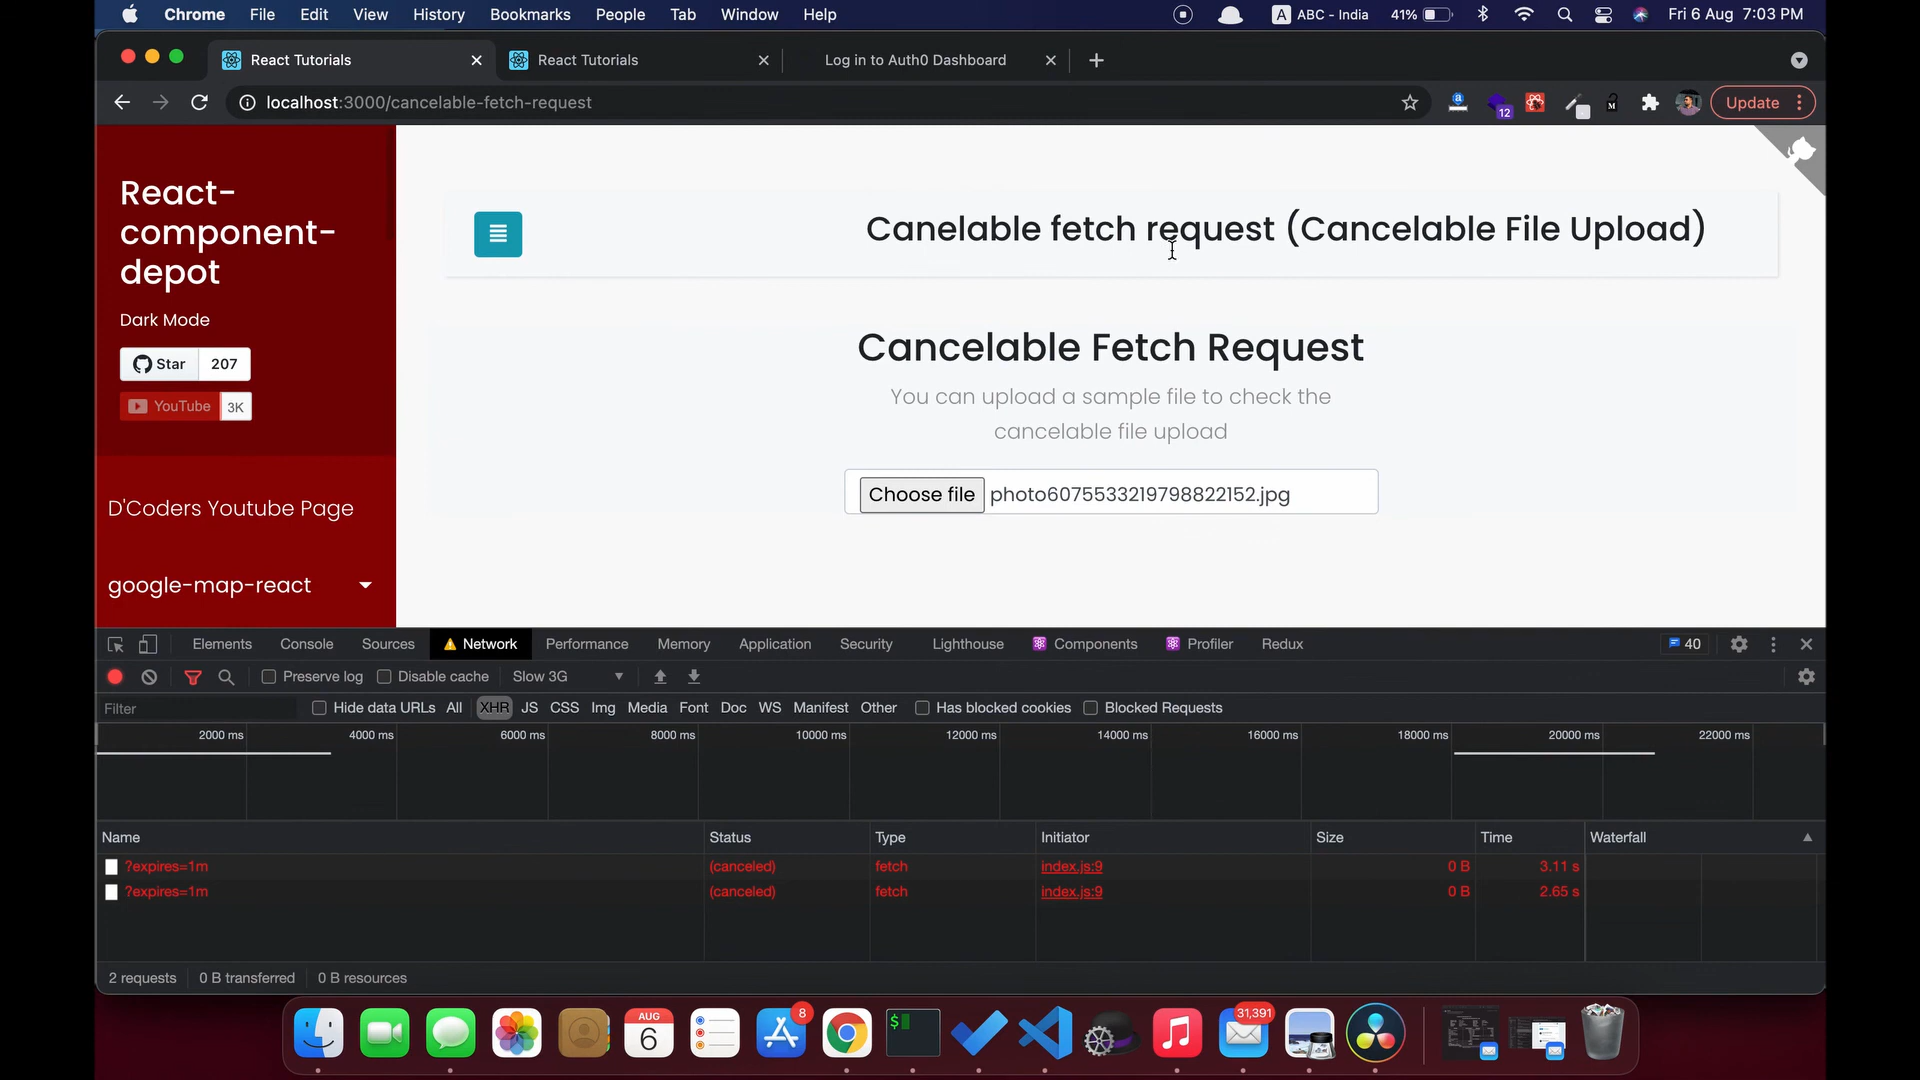 Chrome File Edit View History Bookmarks People Tab Window Help A ABC - India 41% Fri 6 Aug 7:03 PM
React Tutorials React Tutorials Log in to Auth0 Dashboard
localhost:3000/cancelable-fetch-request 12 Update
React-
component-
depot
Dark Mode
Star 207
YouTube 3K
D'Coders Youtube Page
google-map-react
Canelable fetch request (Cancelable File Upload)
Cancelable Fetch Request
You can upload a sample file to check the
cancelable file upload
Choose file photo6075533219798822152.jpg
Elements Console Sources Network Performance Memory Application Security Lighthouse Components Profiler Redux 40
Preserve log Disable cache Slow 3G
Filter Hide data URLs All XHR JS CSS Img Media Font Doc WS Manifest Other Has blocked cookies Blocked Requests
2000 ms 4000 ms 6000 ms 8000 ms 10000 ms 12000 ms 14000 ms 16000 ms 18000 ms 20000 ms 22000 ms
Name Status Type Initiator Size Time Waterfall
?expires=1m (canceled) fetch index.js:9 0 B 3.11 s
?expires=1m (canceled) fetch index.js:9 0 B 2.65 s
2 requests 0 B transferred 0 B resources
AUG
6
8
$
31,391